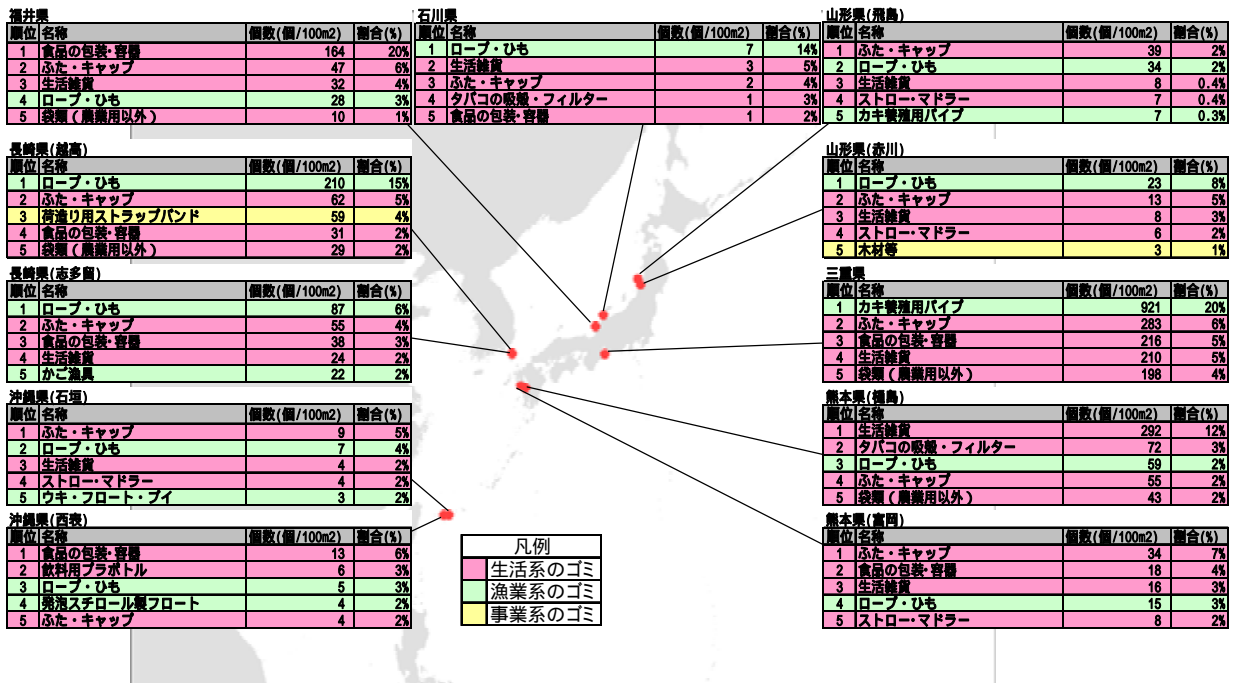 福井県
順位 名称 個数(個/100m2) 割合(%)
1 食品の包装・容器 164 20%
2 ふた・キャップ 47 6%
3 生活雑貨 32 4%
4 ロープ・ひも 28 3%
5 袋類(農業用以外) 10 1%
石川県
順位 名称 個数(個/100m2) 割合(%)
1 ロープ・ひも 7 14%
2 生活雑貨 3 5%
3 ふた・キャップ 2 4%
4 タバコの吸殻・フィルター 1 3%
5 食品の包装・容器 1 2%
山形県(飛島)
順位 名称 個数(個/100m2) 割合(%)
1 ふた・キャップ 39 2%
2 ロープ・ひも 34 2%
3 生活雑貨 8 0.4%
4 ストロー・マドラー 7 0.4%
5 カキ養殖用パイプ 7 0.3%
長崎県(越高)
順位 名称 個数(個/100m2) 割合(%)
1 ロープ・ひも 210 15%
2 ふた・キャップ 62 5%
3 荷造り用ストラップバンド 59 4%
4 食品の包装・容器 31 2%
5 袋類(農業用以外) 29 2%
山形県(赤川)
順位 名称 個数(個/100m2) 割合(%)
1 ロープ・ひも 23 8%
2 ふた・キャップ 13 5%
3 生活雑貨 8 3%
4 ストロー・マドラー 6 2%
5 木材等 3 1%
長崎県(志多留)
順位 名称 個数(個/100m2) 割合(%)
1 ロープ・ひも 87 6%
2 ふた・キャップ 55 4%
3 食品の包装・容器 38 3%
4 生活雑貨 24 2%
5 かご漁具 22 2%
三重県
順位 名称 個数(個/100m2) 割合(%)
1 カキ養殖用パイプ 921 20%
2 ふた・キャップ 283 6%
3 食品の包装・容器 216 5%
4 生活雑貨 210 5%
5 袋類(農業用以外) 198 4%
沖縄県(石垣)
順位 名称 個数(個/100m2) 割合(%)
1 ふた・キャップ 9 5%
2 ロープ・ひも 7 4%
3 生活雑貨 4 2%
4 ストロー・マドラー 4 2%
5 ウキ・フロート・ブイ 3 2%
熊本県(樋島)
順位 名称 個数(個/100m2) 割合(%)
1 生活雑貨 292 12%
2 タバコの吸殻・フィルター 72 3%
3 ロープ・ひも 59 2%
4 ふた・キャップ 55 2%
5 袋類(農業用以外) 43 2%
沖縄県(西表)
順位 名称 個数(個/100m2) 割合(%)
1 食品の包装・容器 13 6%
2 飲料用プラボトル 6 3%
3 ロープ・ひも 5 3%
4 発泡スチロール製フロート 4 2%
5 ふた・キャップ 4 2%
熊本県(富岡)
順位 名称 個数(個/100m2) 割合(%)
1 ふた・キャップ 34 7%
2 食品の包装・容器 18 4%
3 生活雑貨 16 3%
4 ロープ・ひも 15 3%
5 ストロー・マドラー 8 2%
凡例
生活系のゴミ
漁業系のゴミ
事業系のゴミ